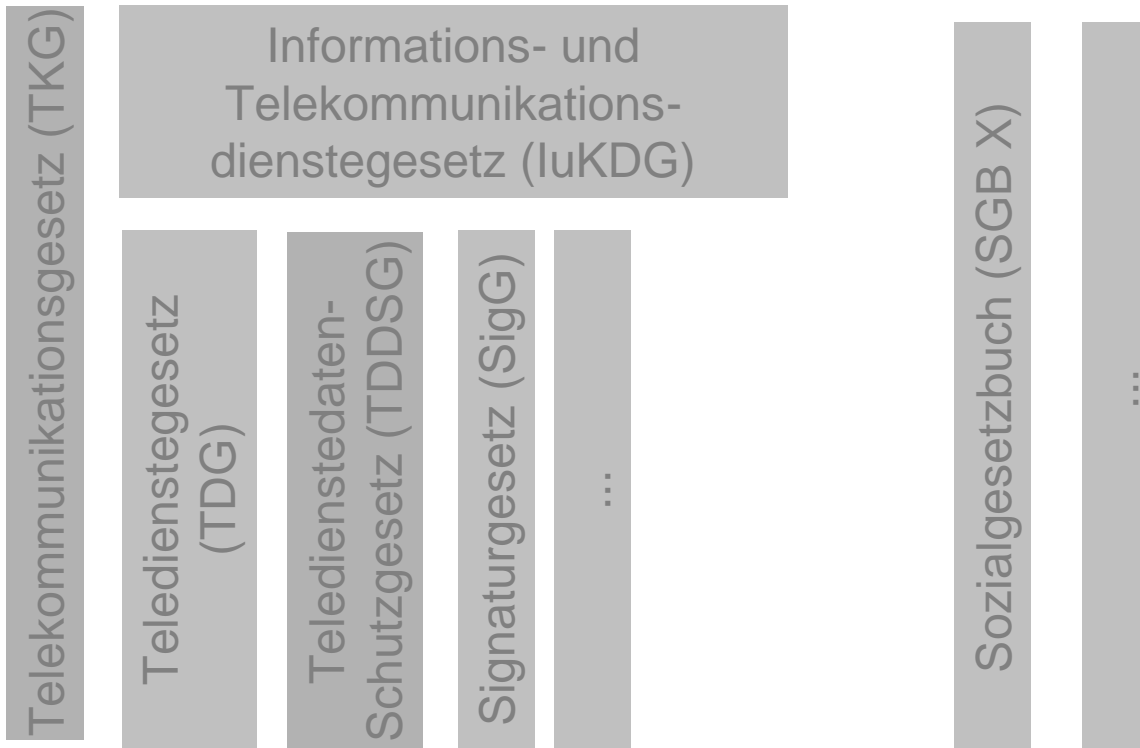 Telekommunikationsgesetz (TKG)
Informations- und
Telekommunikations-
dienstegesetz (IuKDG)
Teledienstegesetz
(TDG)
Teledienstedaten-
Schutzgesetz (TDDSG)
Signaturgesetz (SigG)
...
Sozialgesetzbuch (SGB X)
...